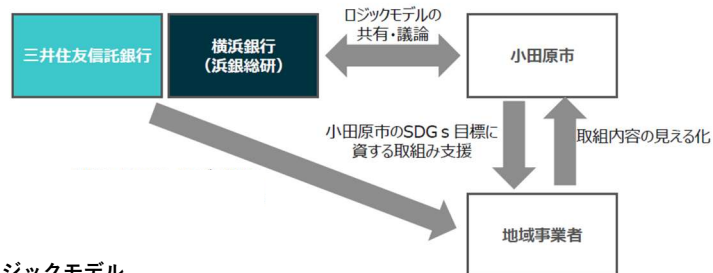 ロジックモデルの
共有・議論
三井住友信託銀行
横浜銀行
（浜銀総研）
小田原市
小田原市のSDGｓ目標に
資する取組み支援
取組内容の見える化
地域事業者
ジックモデル